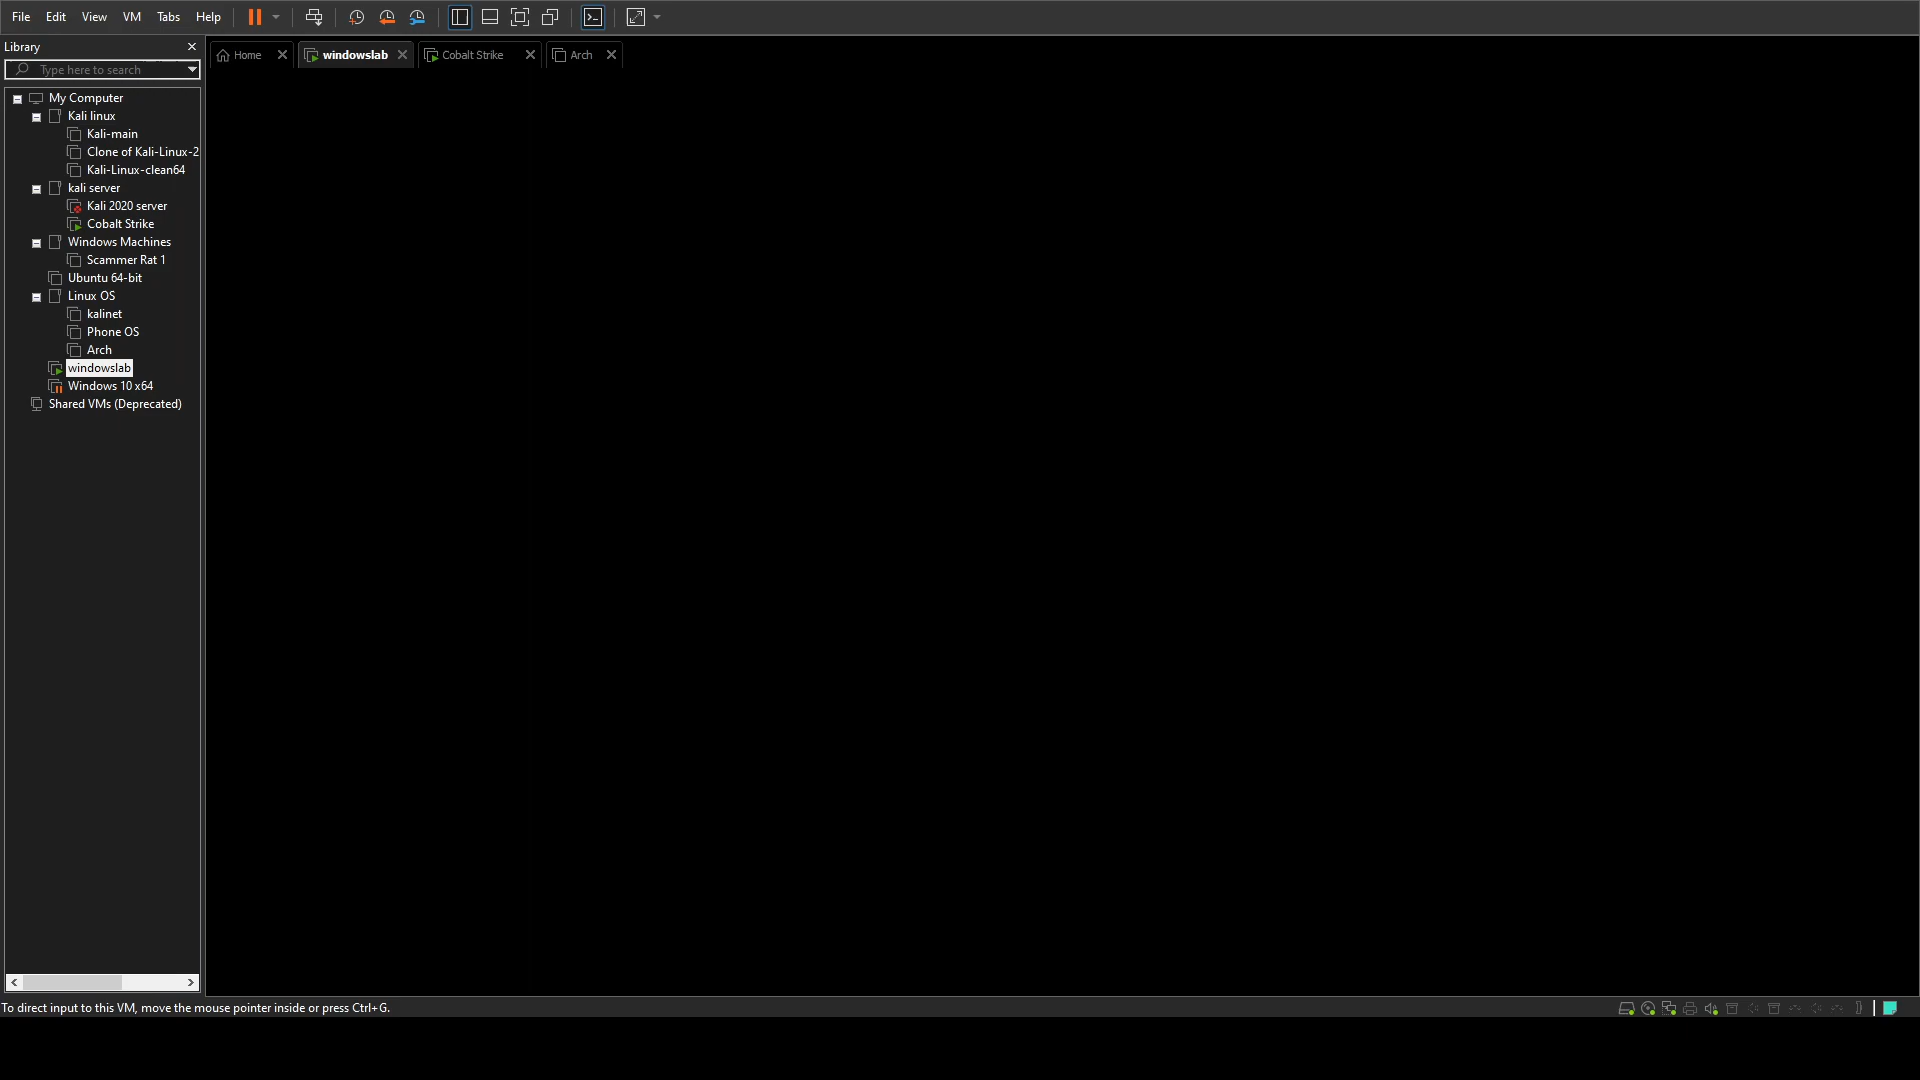 File Edit View VM Tabs Help
Library
Type here to search
Home
windowslab
Cobalt Strike
Arch
My Computer
Kali linux
Kali-main
Clone of Kali-Linux-2
Kali-Linux-clean64
kali server
Kali 2020 server
Cobalt Strike
Windows Machines
Scammer Rat 1
Ubuntu 64-bit
Linux OS
kalinet
Phone OS
Arch
windowslab
Windows 10 x64
Shared VMs (Deprecated)
To direct input to this VM, move the mouse pointer inside or press Ctrl+G.